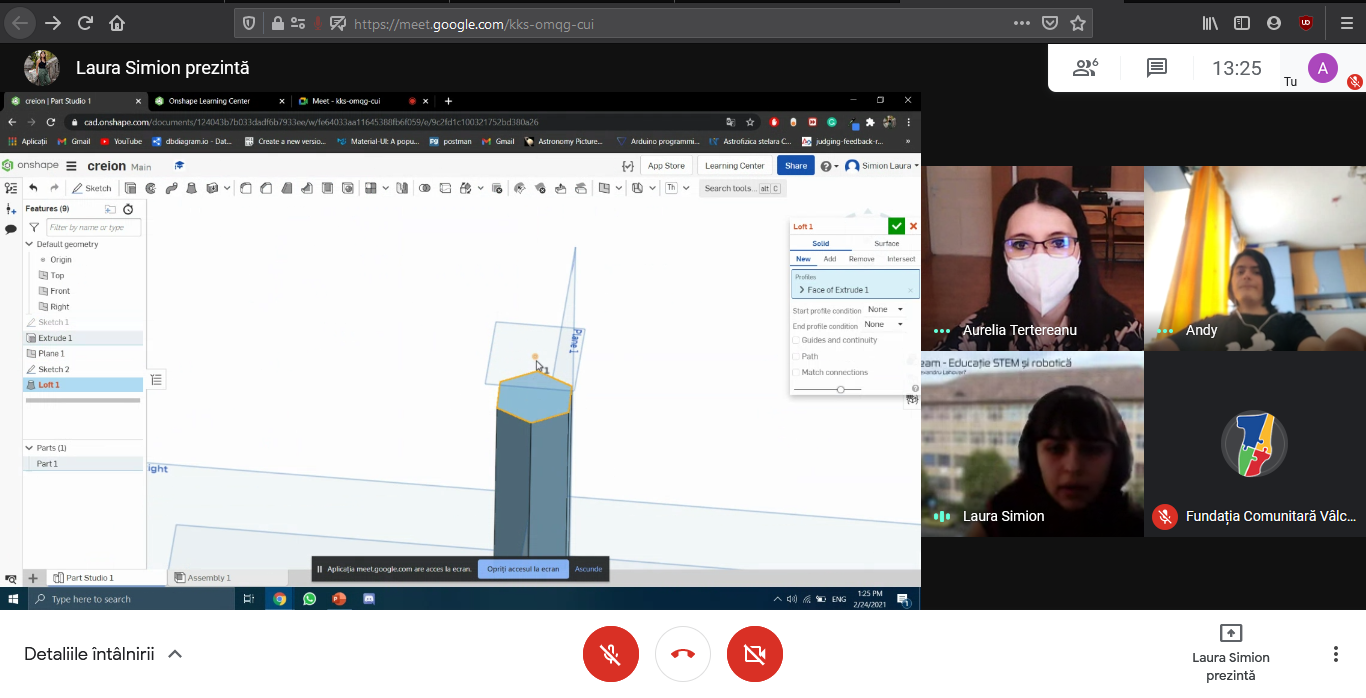 https://meet.google.com/kks-omqg-cui
Laura Simion prezintă
6
13:25
Tu
A
creion | Part Studio 1
Onshape Learning Center
Meet - kks-omqg-cui
cad.onshape.com/documents/124043b7b033dadf6b7933ee/w/fe64033aa11645388fb6f059/e/9c2fd1c100321752bd380a26
Aplicații
Gmail
YouTube
dbdiagram.io - Dat...
Create a new versio...
Material-UI: A popu...
postman
Gmail
Astronomy Picture...
Arduino programmi...
Astrofizica stelara C...
judging-feedback-r...
onshape
creion Main
App Store
Learning Center
Share
Simion Laura
Sketch
Search tools... alt C
Features (9)
Filter by name or type
Default geometry
Origin
Top
Front
Right
Sketch 1
Extrude 1
Plane 1
Sketch 2
Loft 1
Parts (1)
Part 1
Plane 1
ight
Loft 1
Solid
Surface
New
Add
Remove
Intersect
Profiles
Face of Extrude 1
Start profile condition None
End profile condition None
Guides and continuity
Path
Match connections
Part Studio 1
Assembly 1
Aplicația meet.google.com are acces la ecran.
Opriți accesul la ecran
Ascunde
Type here to search
ENG
1:25 PM
2/24/2021
Aurelia Tertereanu
Andy
eam - Educație STEM și robotică
Laura Simion
Fundația Comunitară Vâlc...
Detaliile întâlnirii
Laura Simion
prezintă